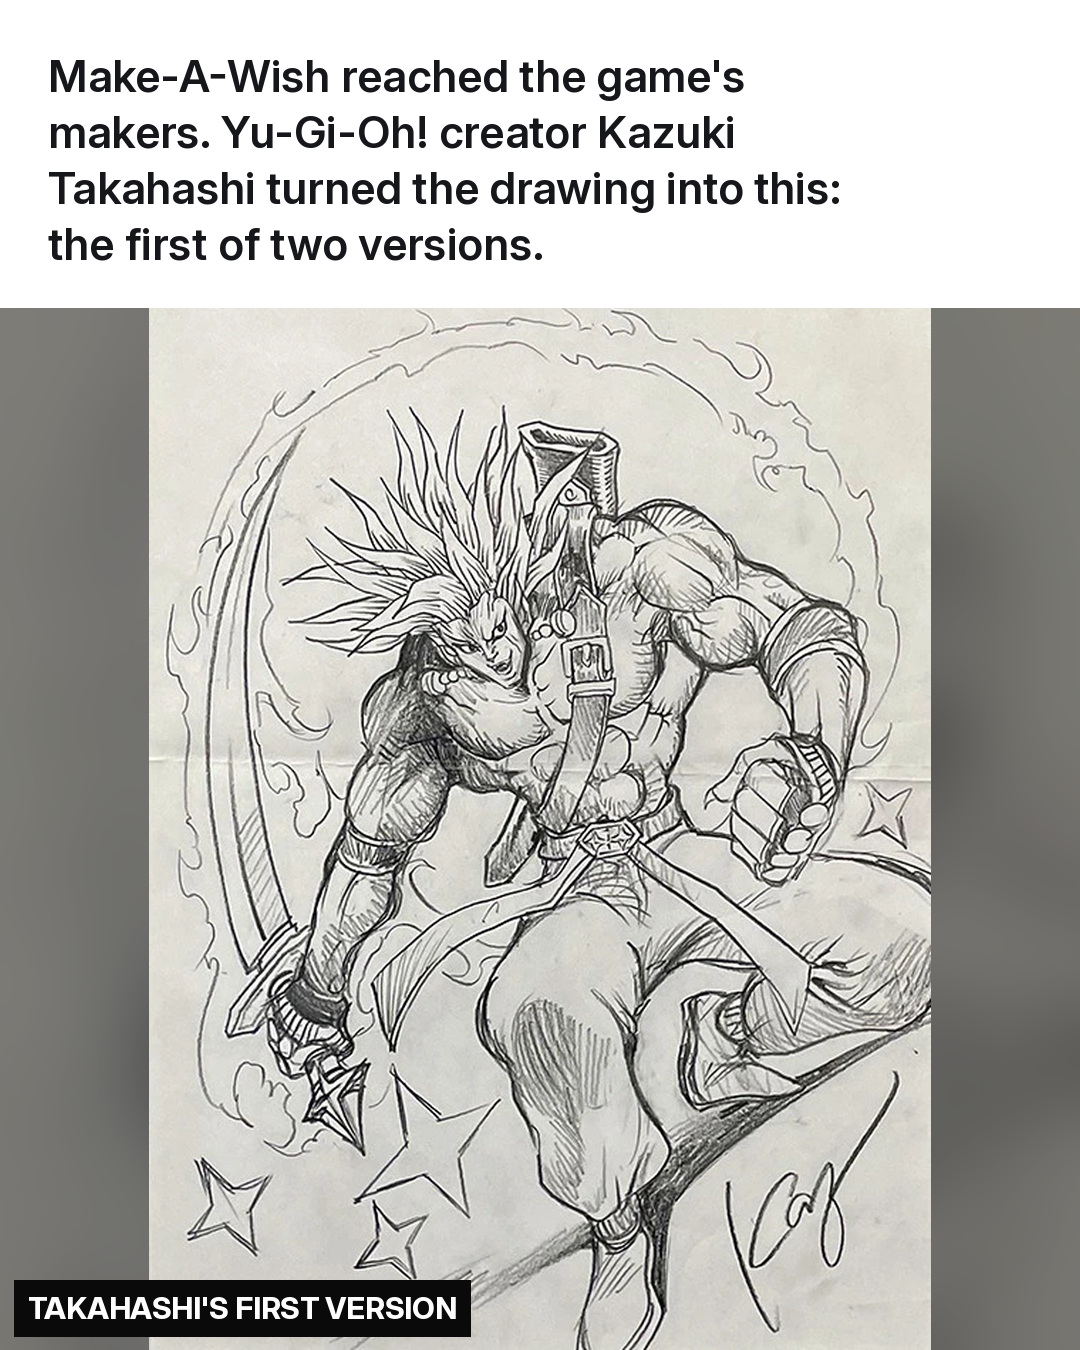 Make-A-Wish reached the game's
makers. Yu-Gi-Oh! creator Kazuki
Takahashi turned the drawing into this:
the first of two versions.
Kaz
TAKAHASHI'S FIRST VERSION